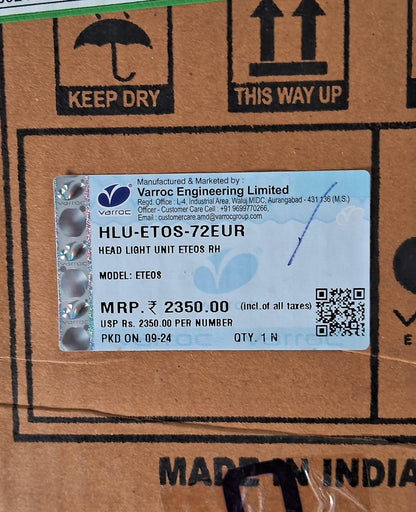 KEEP DRY
THIS WAY UP
varroc
Manufactured & Marketed by :
Varroc Engineering Limited
Regd. Office : L-4, Industrial Area, Waluj MIDC, Aurangabad - 431 136 (M.S.)
Officer - Customer Care Cell : +91 9699770266,
Email : customercare.amd@varrocgroup.com
varroc
HLU-ETOS-72EUR
HEAD LIGHT UNIT ETEOS RH
MODEL: ETEOS
MRP. ₹ 2350.00 (incl. of all taxes)
USP Rs. 2350.00 PER NUMBER
PKD ON. 09-24 QTY. 1 N
varroc
MADE IN INDIA